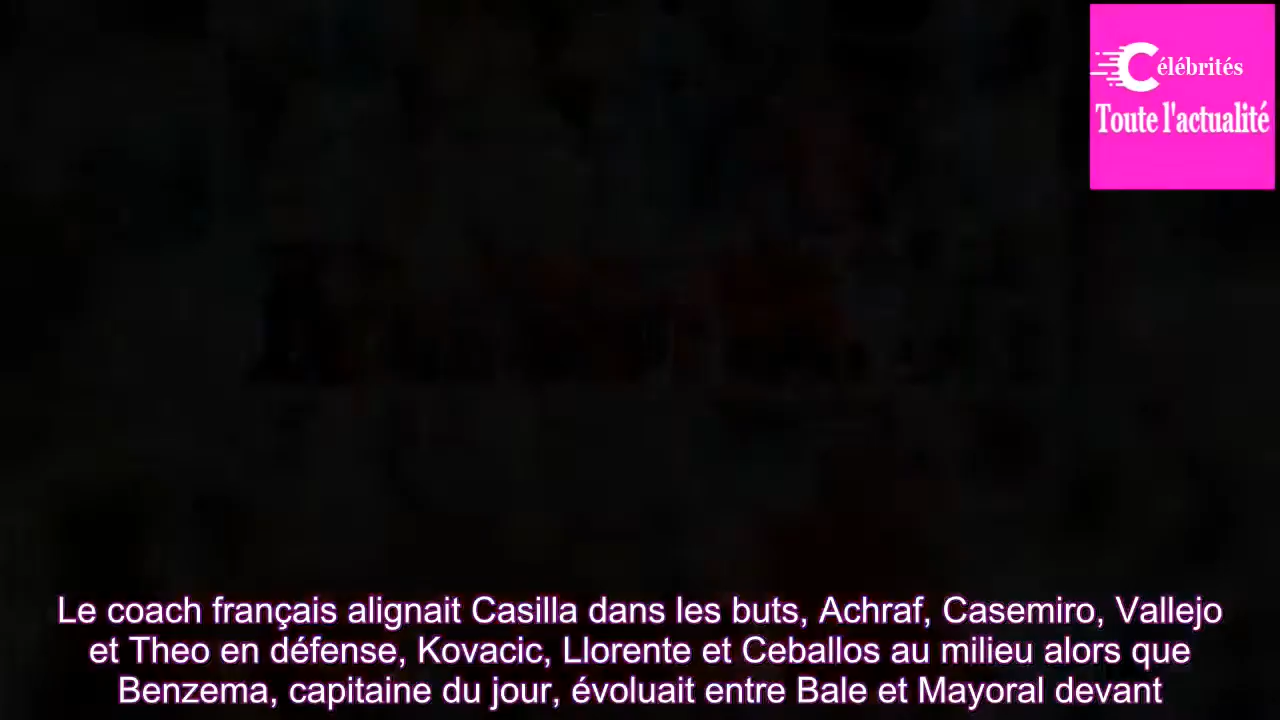 Célébrités
Toute l'actualité
Le coach français alignait Casilla dans les buts, Achraf, Casemiro, Vallejo
et Theo en défense, Kovacic, Llorente et Ceballos au milieu alors que
Benzema, capitaine du jour, évoluait entre Bale et Mayoral devant